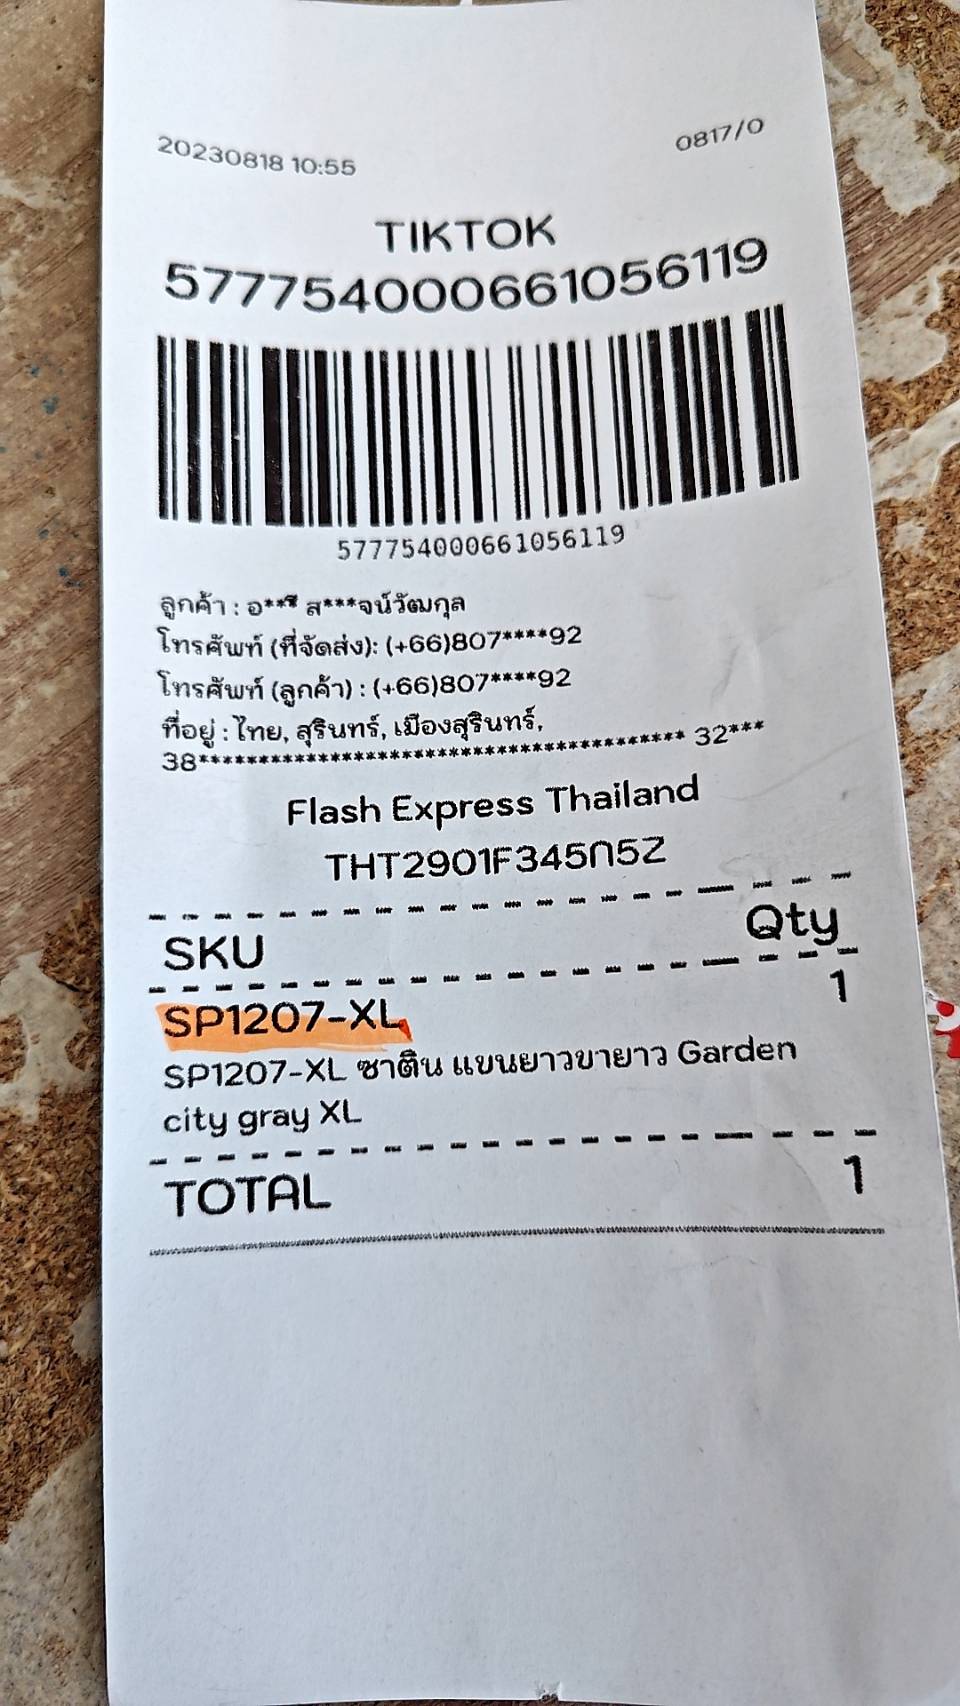 20230818 10:55
0817/0
TIKTOK
577754000661056119
577754000661056119
ลูกค้า : อ***ี ส***จน์วัฒกุล
โทรศัพท์ (ที่จัดส่ง): (+66)807****92
โทรศัพท์ (ลูกค้า) : (+66)807****92
ที่อยู่ : ไทย, สุรินทร์, เมืองสุรินทร์,
38**************************************** 32***
Flash Express Thailand
THT2901F345N5Z
SKU Qty
SP1207-XL 1
SP1207-XL ซาติน แขนยาวขายาว Garden
city gray XL
TOTAL 1